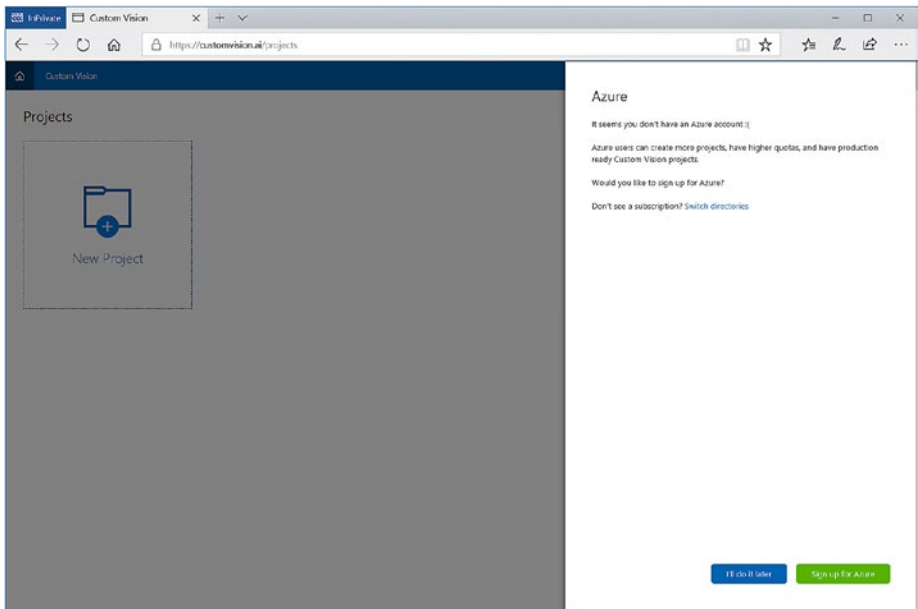 InPrivate
Custom Vision
https://customvision.ai/projects
Custom Vision
Projects
New Project
Azure
It seems you don't have an Azure account :(
Azure users can create more projects, have higher quotas, and have production
ready Custom Vision projects.
Would you like to sign up for Azure?
Don't see a subscription? Switch directories
I'll do it later
Sign up for Azure